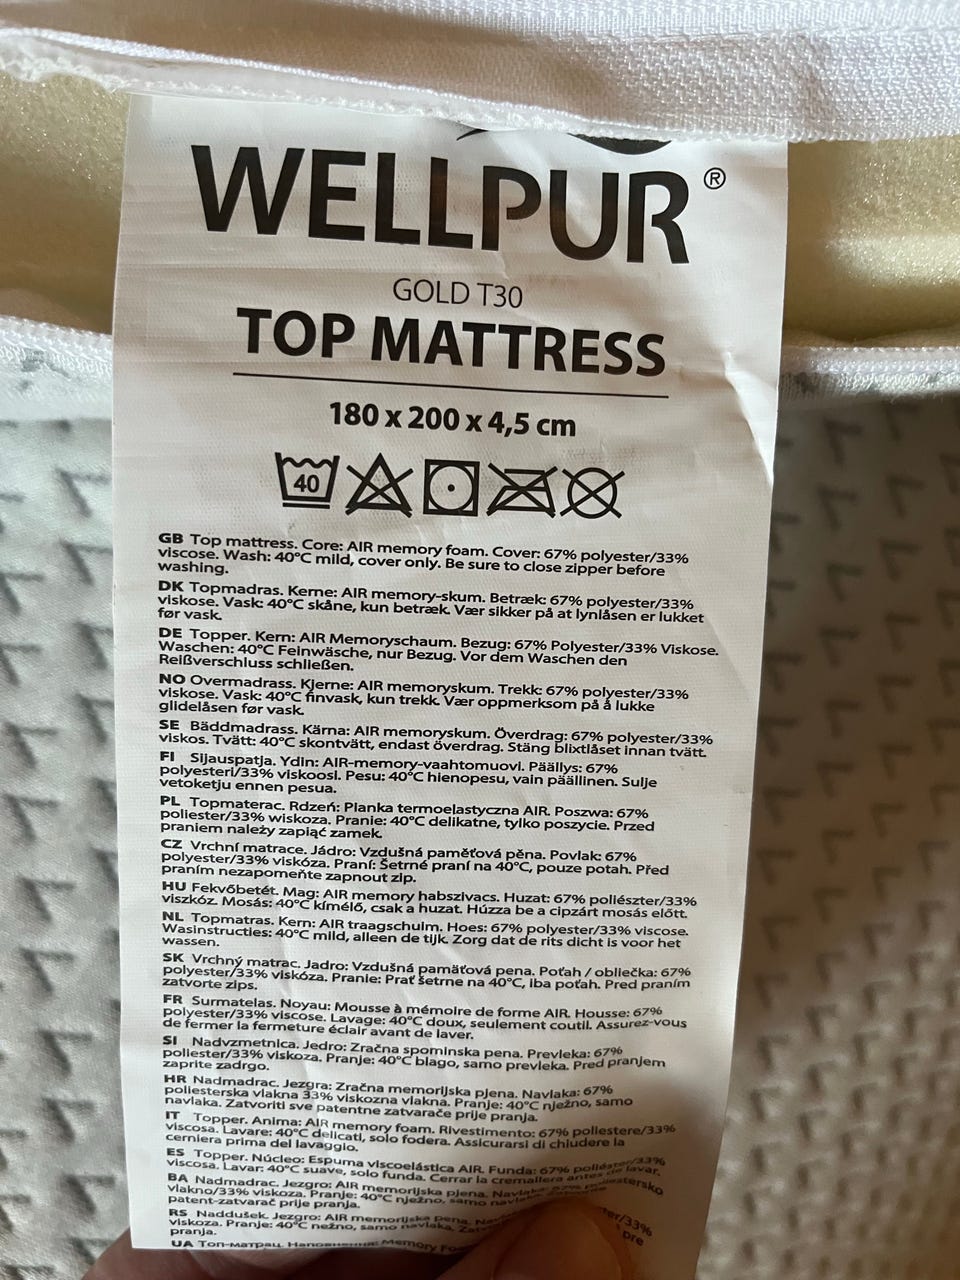 WELLPUR®
GOLD T30
TOP MATTRESS
180 x 200 x 4,5 cm
40
GB Top mattress. Core: AIR memory foam. Cover: 67% polyester/33%
viscose. Wash: 40°C mild, cover only. Be sure to close zipper before
washing.
DK Topmadras. Kerne: AIR memory-skum. Betræk: 67% polyester/33%
viskose. Vask: 40°C skåne, kun betræk. Vær sikker på at lynlåsen er lukket
før vask.
DE Topper. Kern: AIR Memoryschaum. Bezug: 67% Polyester/33% Viskose.
Waschen: 40°C Feinwäsche, nur Bezug. Vor dem Waschen den
Reißverschluss schließen.
NO Overmadrass. Kjerne: AIR memoryskum. Trekk: 67% polyester/33%
viskose. Vask: 40°C finvask, kun trekk. Vær oppmerksom på å lukke
glidelåsen før vask.
SE Bäddmadrass. Kärna: AIR memoryskum. Överdrag: 67% polyester/33%
viskos. Tvätt: 40°C skontvätt, endast överdrag. Stäng blixtlåset innan tvätt.
FI Sijauspatja. Ydin: AIR-memory-vaahtomuovi. Päällys: 67%
polyesteri/33% viskoosi. Pesu: 40°C hienopesu, vain päällinen. Sulje
vetoketju ennen pesua.
PL Topmaterac. Rdzeń: Pianka termoelastyczna AIR. Poszwa: 67%
poliester/33% wiskoza. Pranie: 40°C delikatne, tylko poszycie. Przed
praniem należy zapiąć zamek.
CZ Vrchní matrace. Jádro: Vzdušná paměťová pěna. Povlak: 67%
polyester/33% viskóza. Praní: Šetrné praní na 40°C, pouze potah. Před
praním nezapomeňte zapnout zip.
HU Fekvőbetét. Mag: AIR memory habszivacs. Huzat: 67% poliészter/33%
viszkóz. Mosás: 40°C kímélő, csak a huzat. Húzza be a cipzárt mosás előtt.
NL Topmatras. Kern: AIR traagschuim. Hoes: 67% polyester/33% viscose.
Wasinstructies: 40°C mild, alleen de tijk. Zorg dat de rits dicht is voor het
wassen.
SK Vrchný matrac. Jadro: Vzdušná pamäťová pena. Poťah / obliečka: 67%
polyester/33% viskóza. Pranie: Prať šetrne na 40°C, iba poťah. Pred praním
zatvorte zips.
FR Surmatelas. Noyau: Mousse à mémoire de forme AIR. Housse: 67%
polyester/33% viscose. Lavage: 40°C doux, seulement coutil. Assurez-vous
de fermer la fermeture éclair avant de laver.
SI Nadvzmetnica. Jedro: Zračna spominska pena. Prevleka: 67%
poliester/33% viskoza. Pranje: 40°C blago, samo prevleka. Pred pranjem
zaprite zadrgo.
HR Nadmadrac. Jezgra: Zračna memorijska pjena. Navlaka: 67%
poliesterska vlakna 33% viskozna vlakna. Pranje: 40°C nježno, samo
navlaka. Zatvoriti sve patentne zatvarače prije pranja.
IT Topper. Anima: AIR memory foam. Rivestimento: 67% poliestere/33%
viscosa. Lavare: 40°C delicati, solo fodera. Assicurarsi di chiudere la
cerniera prima del lavaggio.
ES Topper. Núcleo: Espuma viscoelástica AIR. Funda: 67% poliéster/33%
viscosa. Lavar: 40°C suave, solo funda. Cerrar la cremallera antes de lavar.
BA Nadmadrac. Jezgro: AIR memorijska pjena. Navlaka: 67% poliestersko
vlakno/33% viskoza. Pranje: 40°C nježno, samo navlaka.
patent-zatvarač prije pranja.
RS Naddušek. Jezgro: AIR memorijska pena. ter/33%
viskoza. Pranje: 40°C nežno, samo navlaka. pre
pranja.
UA Топ-матрац. Наповнення: Memory